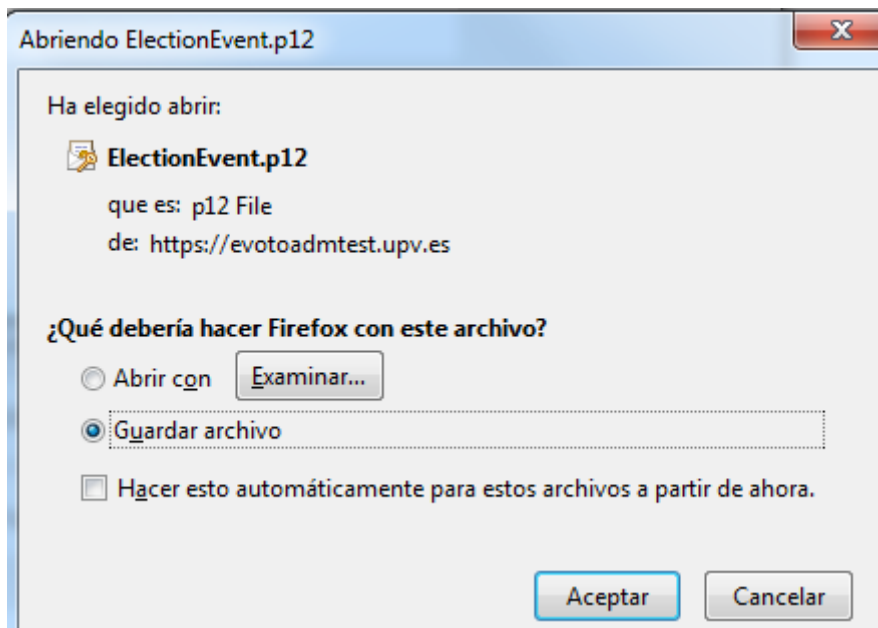 Abriendo ElectionEvent.p12
Ha elegido abrir:
ElectionEvent.p12
que es: p12 File
de: https://evotoadmtest.upv.es
¿Qué debería hacer Firefox con este archivo?
Abrir con Examinar...
Guardar archivo
Hacer esto automáticamente para estos archivos a partir de ahora.
Aceptar Cancelar